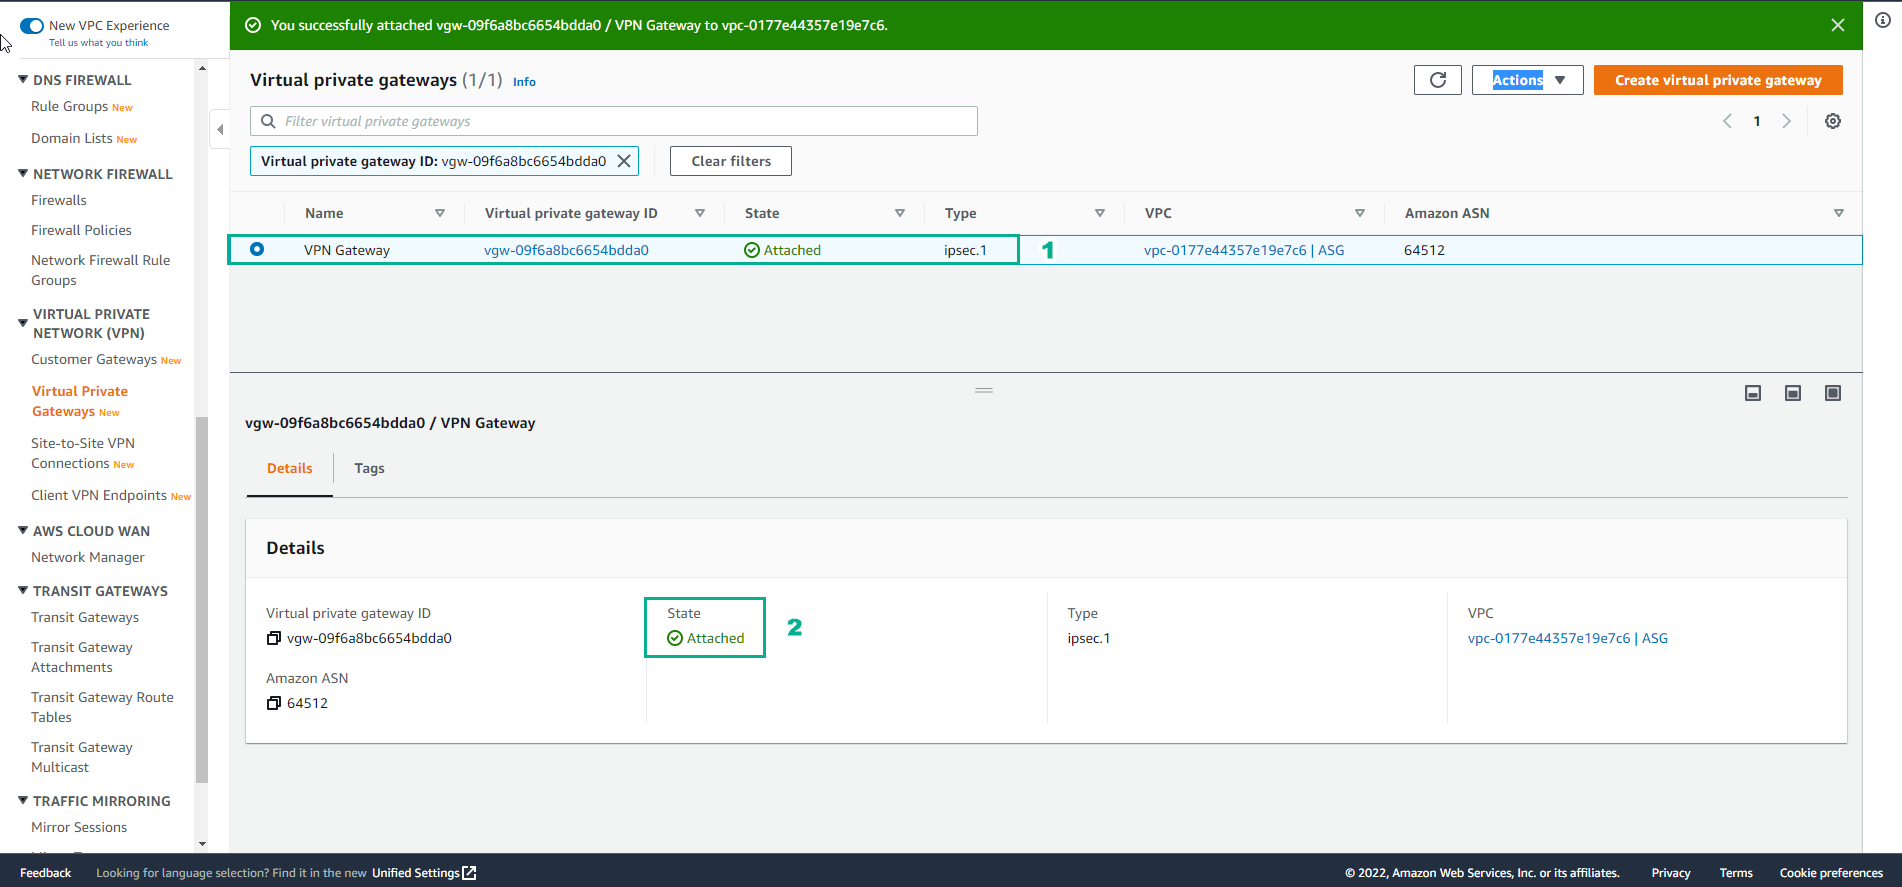 New VPC Experience
Tell us what you think
DNS FIREWALL
Rule Groups New
Domain Lists New
NETWORK FIREWALL
Firewalls
Firewall Policies
Network Firewall Rule
Groups
VIRTUAL PRIVATE
NETWORK (VPN)
Customer Gateways New
Virtual Private
Gateways New
Site-to-Site VPN
Connections New
Client VPN Endpoints New
AWS CLOUD WAN
Network Manager
TRANSIT GATEWAYS
Transit Gateways
Transit Gateway
Attachments
Transit Gateway Route
Tables
Transit Gateway
Multicast
TRAFFIC MIRRORING
Mirror Sessions
You successfully attached vgw-09f6a8bc6654bdda0 / VPN Gateway to vpc-0177e44357e19e7c6.
Virtual private gateways (1/1) Info
Actions
Create virtual private gateway
Filter virtual private gateways
1
Virtual private gateway ID: vgw-09f6a8bc6654bdda0
Clear filters
Name Virtual private gateway ID State Type VPC Amazon ASN
VPN Gateway vgw-09f6a8bc6654bdda0 Attached ipsec.1 1 vpc-0177e44357e19e7c6 | ASG 64512
vgw-09f6a8bc6654bdda0 / VPN Gateway
Details Tags
Details
Virtual private gateway ID
vgw-09f6a8bc6654bdda0
State
Attached
2
Type
ipsec.1
VPC
vpc-0177e44357e19e7c6 | ASG
Amazon ASN
64512
Feedback Looking for language selection? Find it in the new Unified Settings
© 2022, Amazon Web Services, Inc. or its affiliates. Privacy Terms Cookie preferences